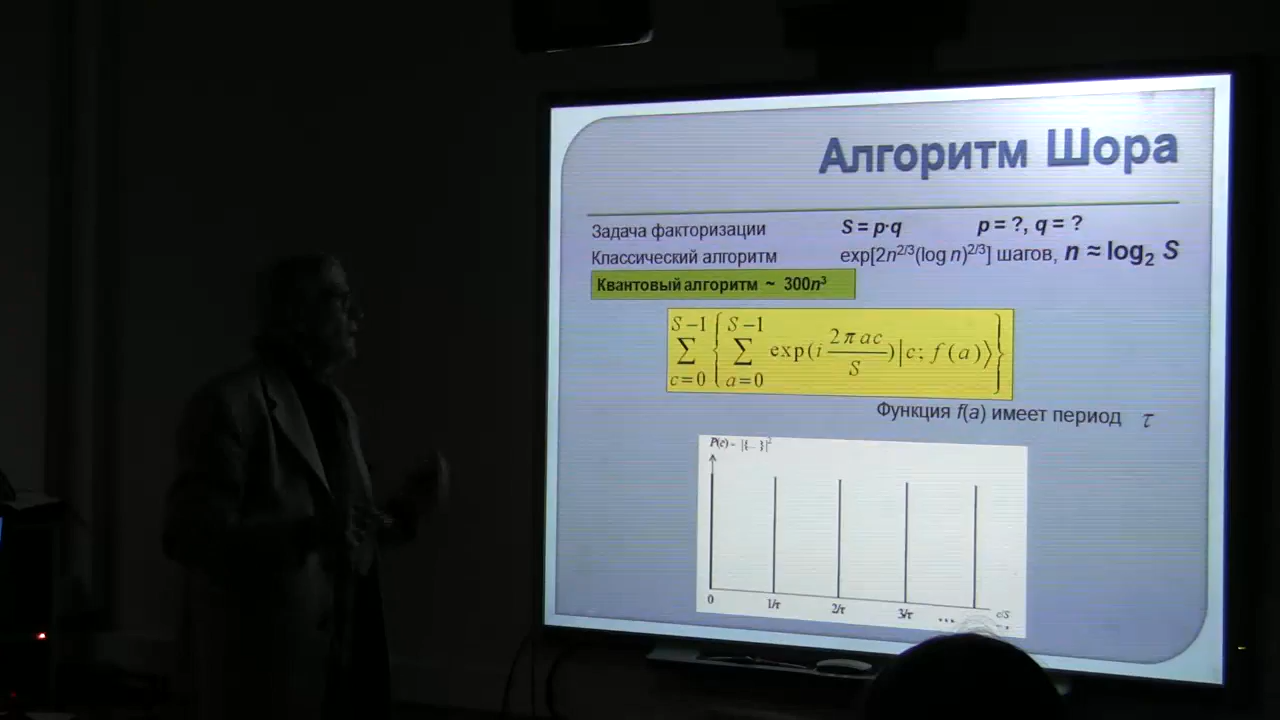 Алгоритм Шора
Задача факторизации S = p·q p = ?, q = ?
Классический алгоритм exp[2n^{2/3}(log n)^{2/3}] шагов, n ≈ log₂ S
Квантовый алгоритм ~ 300n³
S−1 S−1
∑ { ∑ exp(i 2πac/S)|c; f(a)⟩}
c=0 a=0
Функция f(a) имеет период τ
P(c) ~ |{...}|²
0 1/τ 2/τ 3/τ ... c/S